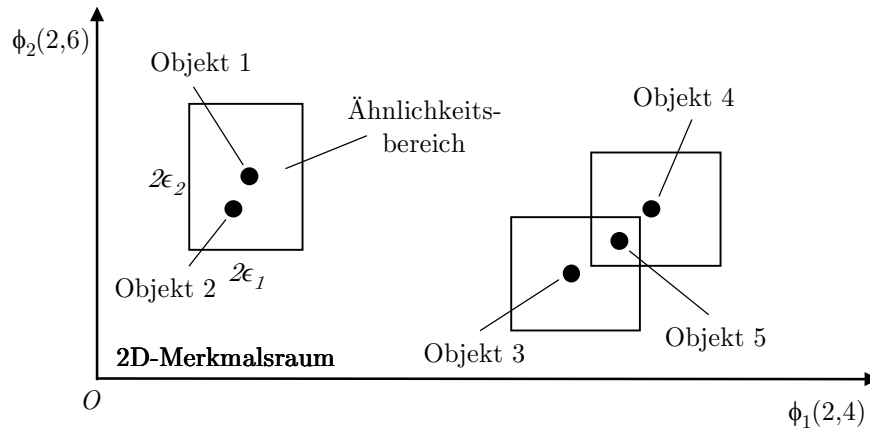 ϕ₂(2,6)
Objekt 1
Ähnlichkeits-
bereich
Objekt 4
2ϵ₂
2ϵ₁
Objekt 2
Objekt 3
Objekt 5
2D-Merkmalsraum
O
ϕ₁(2,4)